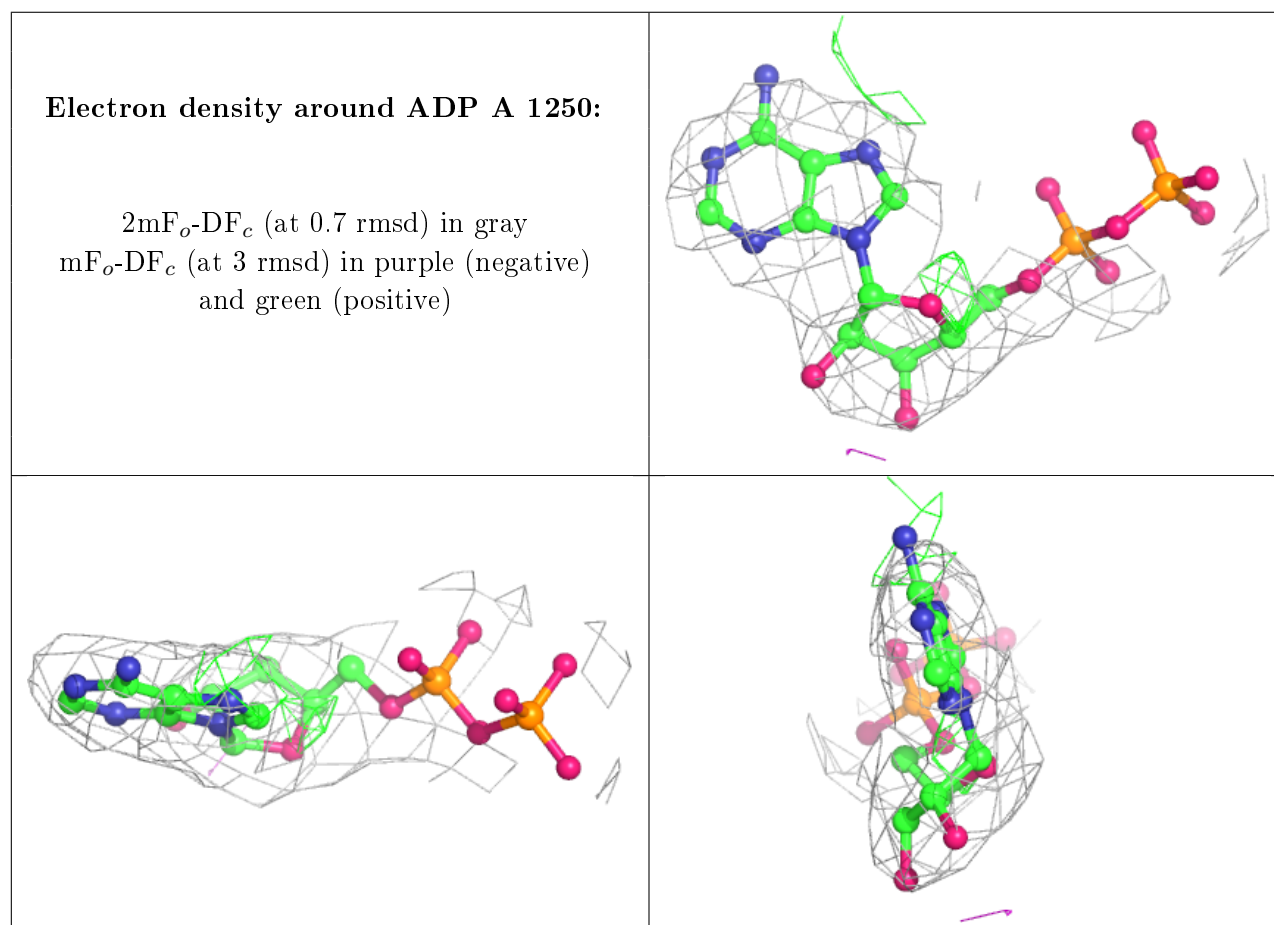 Electron density around ADP A 1250:
2mFo-DFc (at 0.7 rmsd) in gray
mFo-DFc (at 3 rmsd) in purple (negative)
and green (positive)